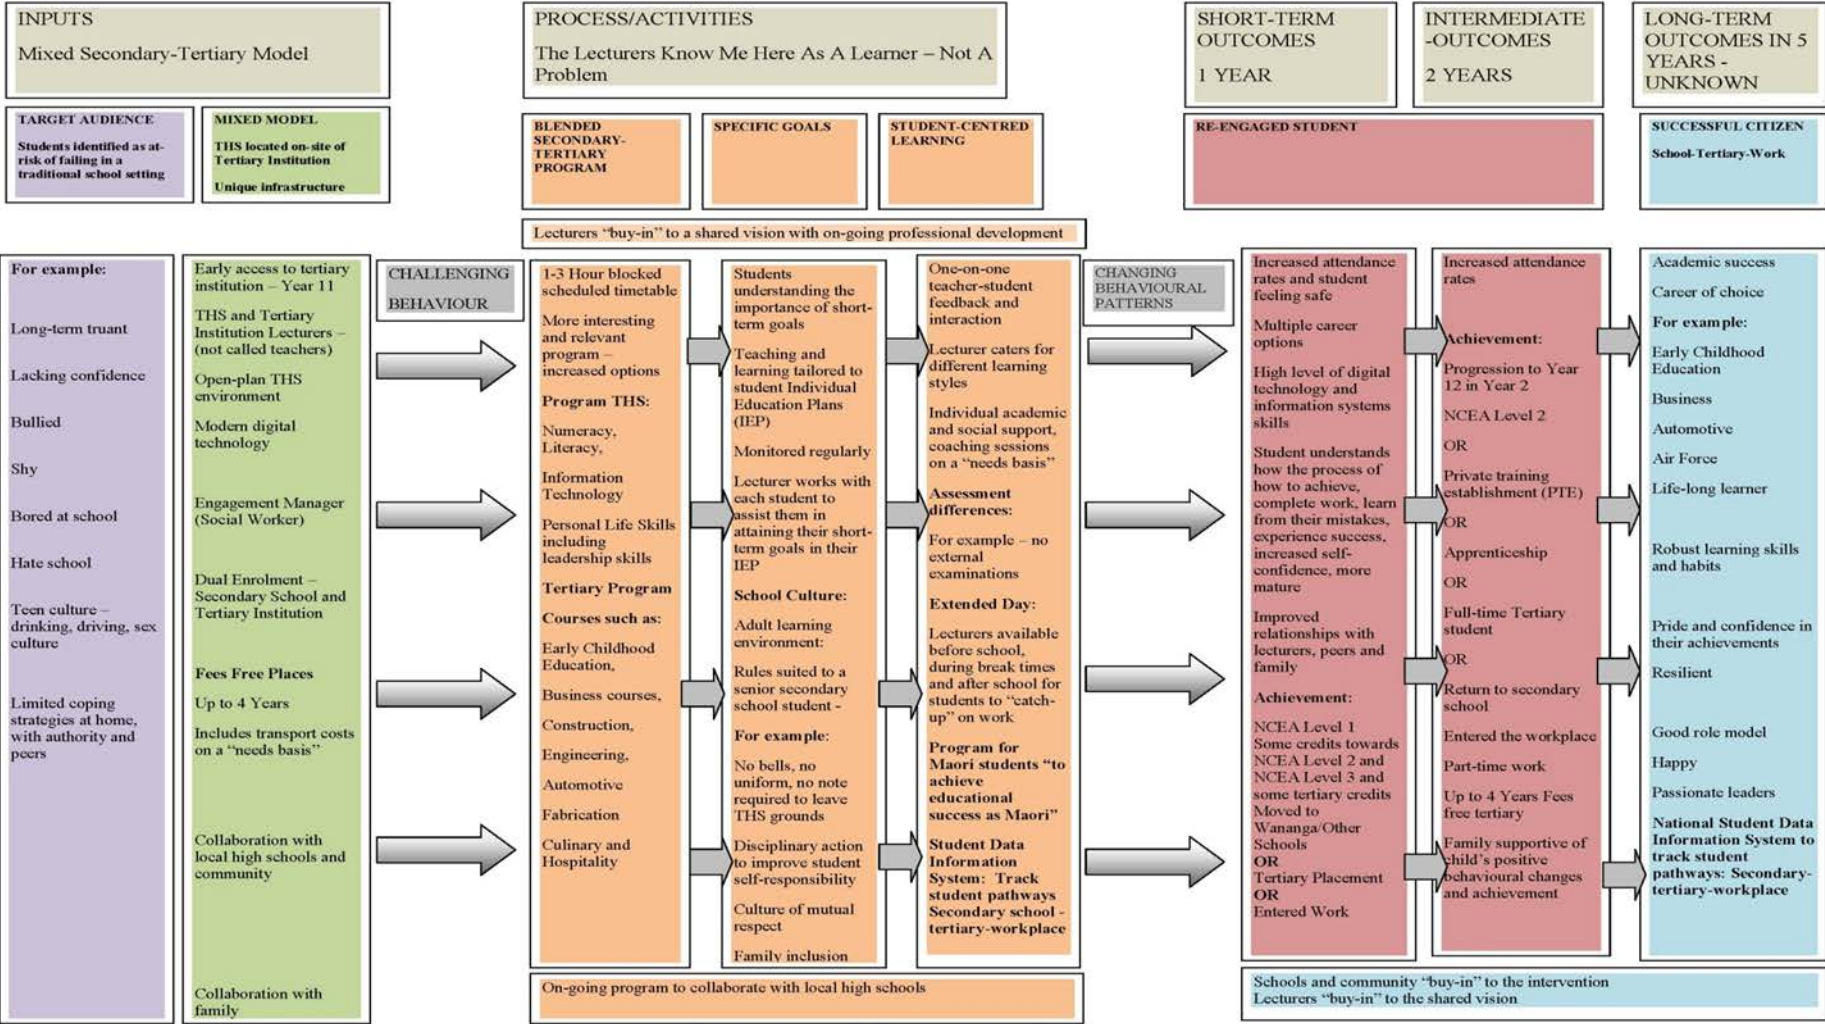 INPUTS
Mixed Secondary-Tertiary Model
PROCESS/ACTIVITIES
The Lecturers Know Me Here As A Learner – Not A
Problem
SHORT-TERM
OUTCOMES
1 YEAR
INTERMEDIATE
-OUTCOMES
2 YEARS
LONG-TERM
OUTCOMES IN 5
YEARS -
UNKNOWN
TARGET AUDIENCE
Students identified as at-
risk of failing in a
traditional school setting
MIXED MODEL
THS located on-site of
Tertiary Institution
Unique infrastructure
BLENDED
SECONDARY-
TERTIARY
PROGRAM
SPECIFIC GOALS
STUDENT-CENTRED
LEARNING
RE-ENGAGED STUDENT
SUCCESSFUL CITIZEN
School-Tertiary-Work
Lecturers “buy-in” to a shared vision with on-going professional development
For example:
Long-term truant
Lacking confidence
Bullied
Shy
Bored at school
Hate school
Teen culture –
drinking, driving, sex
culture
Limited coping
strategies at home,
with authority and
peers
Early access to tertiary
institution – Year 11
THS and Tertiary
Institution Lecturers –
(not called teachers)
Open-plan THS
environment
Modern digital
technology
Engagement Manager
(Social Worker)
Dual Enrolment –
Secondary School and
Tertiary Institution
Fees Free Places
Up to 4 Years
Includes transport costs
on a “needs basis”
Collaboration with
local high schools and
community
Collaboration with
family
CHALLENGING
BEHAVIOUR
1-3 Hour blocked
scheduled timetable
More interesting
and relevant
program –
increased options
Program THS:
Numeracy,
Literacy,
Information
Technology
Personal Life Skills
including
leadership skills
Tertiary Program
Courses such as:
Early Childhood
Education,
Business courses,
Construction,
Engineering,
Automotive
Fabrication
Culinary and
Hospitality
Students
understanding the
importance of short-
term goals
Teaching and
learning tailored to
student Individual
Education Plans
(IEP)
Monitored regularly
Lecturer works with
each student to
assist them in
attaining their short-
term goals in their
IEP
School Culture:
Adult learning
environment:
Rules suited to a
senior secondary
school student -
For example:
No bells, no
uniform, no note
required to leave
THS grounds
Disciplinary action
to improve student
self-responsibility
Culture of mutual
respect
Family inclusion
One-on-one
teacher-student
feedback and
interaction
Lecturer caters for
different learning
styles
Individual academic
and social support,
coaching sessions
on a “needs basis”
Assessment
differences:
For example – no
external
examinations
Extended Day:
Lecturers available
before school,
during break times
and after school for
students to “catch-
up” on work
Program for
Maori students “to
achieve
educational
success as Maori”
Student Data
Information
System: Track
student pathways
Secondary school -
tertiary-workplace
On-going program to collaborate with local high schools
CHANGING
BEHAVIOURAL
PATTERNS
Increased attendance
rates and student
feeling safe
Multiple career
options
High level of digital
technology and
information systems
skills
Student understands
how the process of
how to achieve,
complete work, learn
from their mistakes,
experience success,
increased self-
confidence, more
mature
Improved
relationships with
lecturers, peers and
family
Achievement:
NCEA Level 1
Some credits towards
NCEA Level 2 and
NCEA Level 3 and
some tertiary credits
Moved to
Wananga/Other
Schools
OR
Tertiary Placement
OR
Entered Work
Increased attendance
rates
Achievement:
Progression to Year
12 in Year 2
NCEA Level 2
OR
Private training
establishment (PTE)
OR
Apprenticeship
OR
Full-time Tertiary
student
OR
Return to secondary
school
Entered the workplace
Part-time work
Up to 4 Years Fees
free tertiary
Family supportive of
child’s positive
behavioural changes
and achievement
Academic success
Career of choice
For example:
Early Childhood
Education
Business
Automotive
Air Force
Life-long learner
Robust learning skills
and habits
Pride and confidence in
their achievements
Resilient
Good role model
Happy
Passionate leaders
National Student Data
Information System to
track student
pathways: Secondary-
tertiary-workplace
Schools and community “buy-in” to the intervention
Lecturers “buy-in” to the shared vision